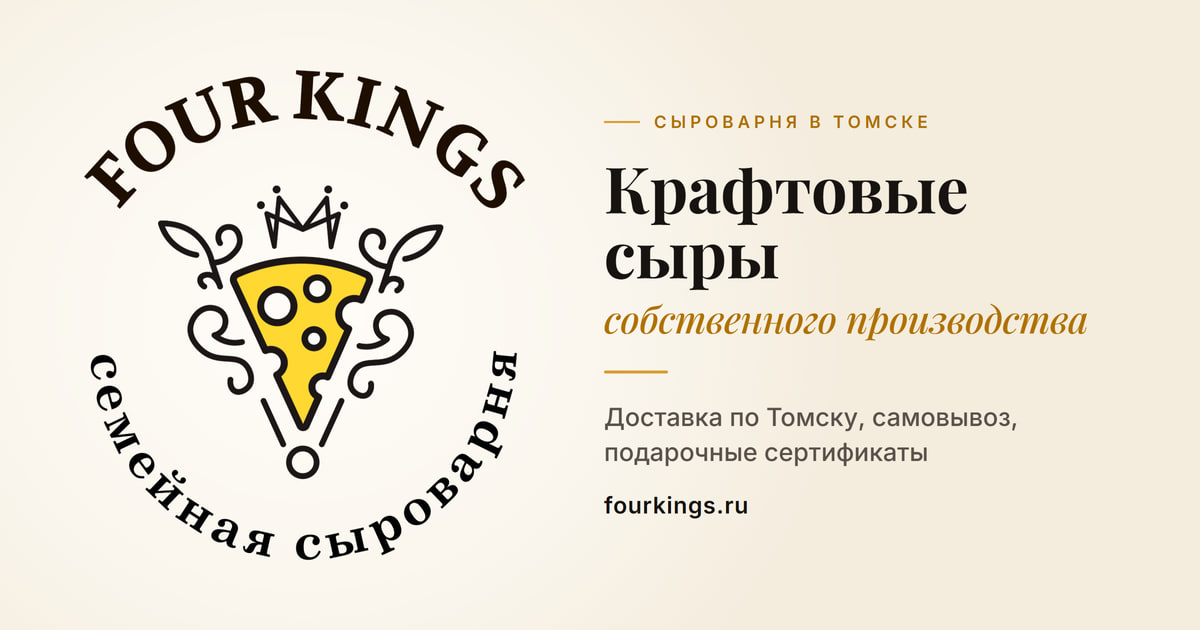 FOUR KINGS
семейная сыроварня
СЫРОВАРНЯ В ТОМСКЕ
Крафтовые
сыры
собственного производства
Доставка по Томску, самовывоз,
подарочные сертификаты
fourkings.ru